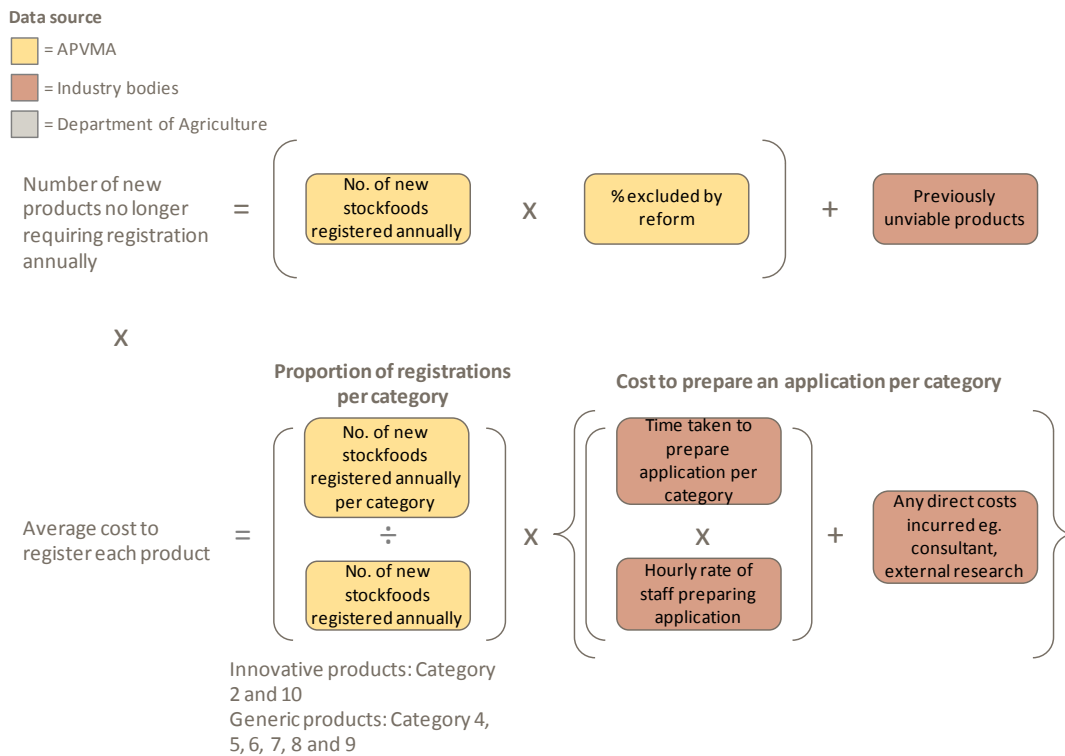 Data source
= APVMA
= Industry bodies
= Department of Agriculture
Number of new
products no longer
requiring registration
annually
=
No. of new
stockfoods
registered annually
x
% excluded by
reform
+
Previously
unviable products
x
Proportion of registrations
per category
Cost to prepare an application per category
Average cost to
register each product
=
No. of new
stockfoods
registered annually
per category
÷
No. of new
stockfoods
registered annually
x
Time taken to
prepare
application per
category
x
Hourly rate of
staff preparing
application
+
Any direct costs
incurred eg.
consultant,
external research
Innovative products: Category
2 and 10
Generic products: Category 4,
5, 6, 7, 8 and 9